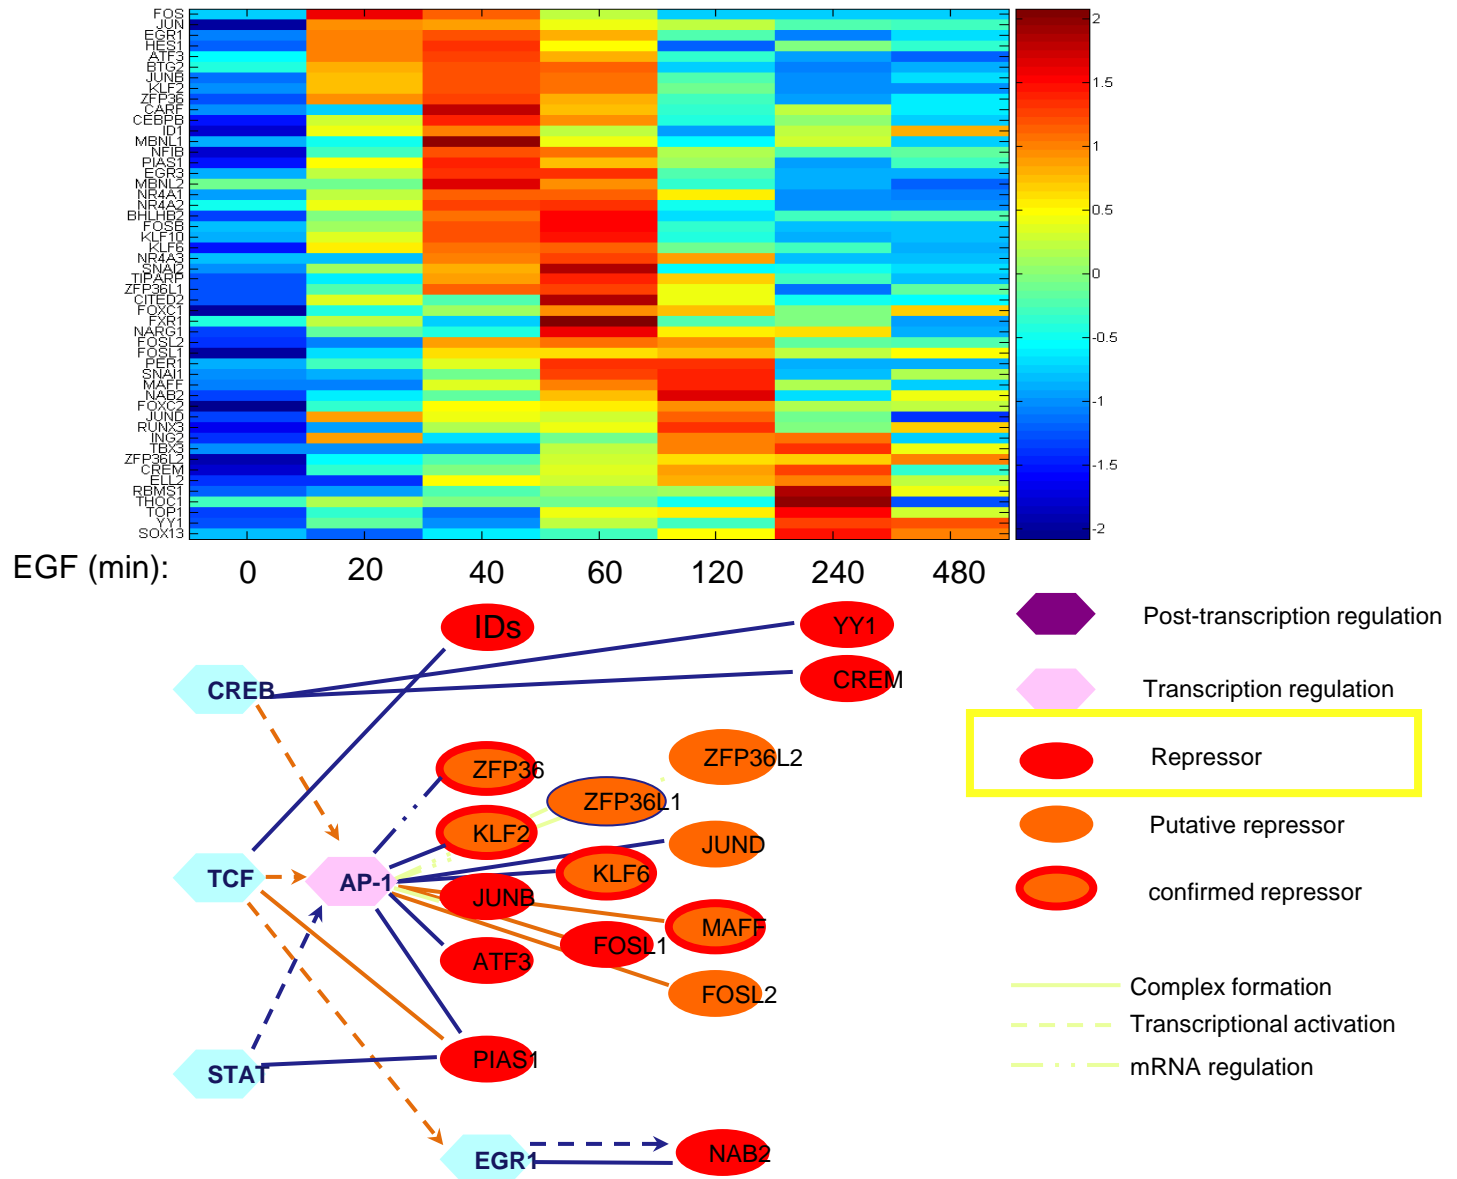 FOS
JUN
EGR1
HES1
ATF3
BTG2
JUNB
KLF2
ZFP36
CARF
CEBPB
ID1
MBNL1
NFIB
PIAS1
EGR3
MBNL2
NR4A1
NR4A2
BHLHB2
FOSB
KLF10
KLF6
NR4A3
SNAI2
TIPARP
ZFP36L1
CITED2
FOXC1
FXR1
NARG1
FOSL2
FOSL1
PER1
SNAI1
MAFF
NAB2
FOXC2
JUND
RUNX3
ING2
TBX3
ZFP36L2
CREM
ELL2
RBMS1
THOC1
TOP1
YY1
SOX13
2
1.5
1
0.5
0
-0.5
-1
-1.5
-2
EGF (min): 0 20 40 60 120 240 480
IDs
YY1
CREB
CREM
ZFP36
ZFP36L2
ZFP36L1
KLF2
JUND
TCF
AP-1
KLF6
JUNB
MAFF
FOSL1
ATF3
FOSL2
PIAS1
STAT
EGR1
NAB2
Post-transcription regulation
Transcription regulation
Repressor
Putative repressor
confirmed repressor
Complex formation
Transcriptional activation
mRNA regulation